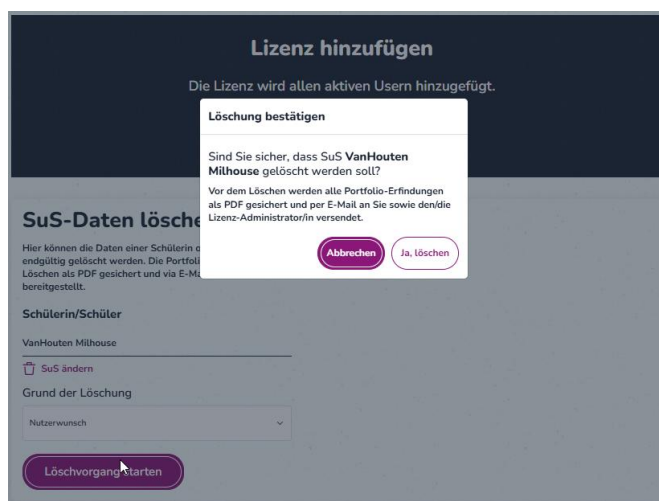 Lizenz hinzufügen
Die Lizenz wird allen aktiven Usern hinzugefügt.
Löschung bestätigen
Sind Sie sicher, dass SuS VanHouten
Milhouse gelöscht werden soll?
Vor dem Löschen werden alle Portfolio-Erfindungen
als PDF gesichert und per E-Mail an Sie sowie den/die
Lizenz-Administrator/in versendet.
Abbrechen
Ja, löschen
SuS-Daten lösche
Hier können die Daten einer Schülerin
endgültig gelöscht werden. Die
Löschen als PDF gesichert und via
bereitgestellt.
Schülerin/Schüler
VanHouten Milhouse
SuS ändern
Grund der Löschung
Nutzerwunsch
Löschvorgang starten